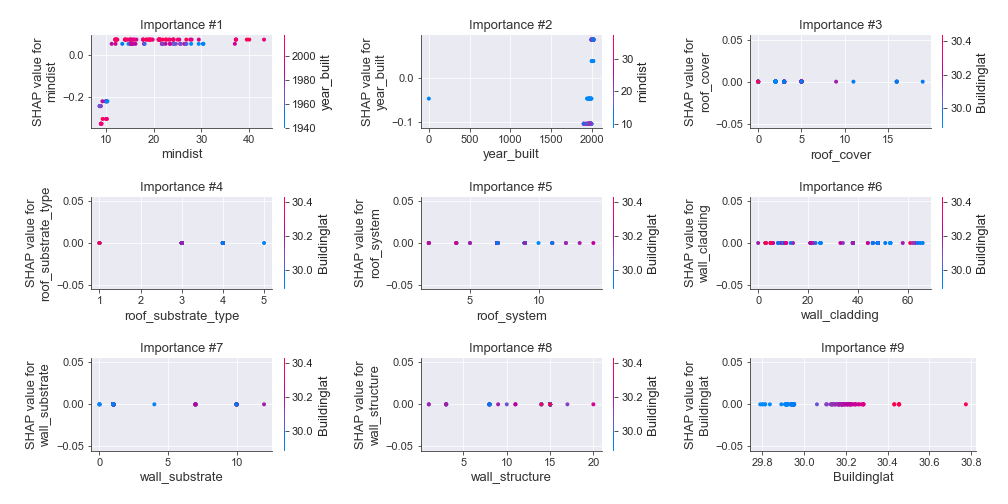 Importance #1
Importance #2
Importance #3
SHAP value for
mindist
0.0
−0.2
10
20
30
40
mindist
2000
1980
1960
1940
year_built
SHAP value for
year_built
0.0
−0.1
0
500
1000
1500
2000
year_built
30
20
10
mindist
SHAP value for
roof_cover
0.05
0.00
−0.05
0
5
10
15
roof_cover
30.4
30.2
30.0
Buildinglat
Importance #4
Importance #5
Importance #6
SHAP value for
roof_substrate_type
0.05
0.00
−0.05
1
2
3
4
5
roof_substrate_type
30.4
30.2
30.0
Buildinglat
SHAP value for
roof_system
0.05
0.00
−0.05
5
10
roof_system
30.4
30.2
30.0
Buildinglat
SHAP value for
wall_cladding
0.05
0.00
−0.05
0
20
40
60
wall_cladding
30.4
30.2
30.0
Buildinglat
Importance #7
Importance #8
Importance #9
SHAP value for
wall_substrate
0.05
0.00
−0.05
0
5
10
wall_substrate
30.4
30.2
30.0
Buildinglat
SHAP value for
wall_structure
0.05
0.00
−0.05
5
10
15
20
wall_structure
30.4
30.2
30.0
Buildinglat
SHAP value for
Buildinglat
0.05
0.00
−0.05
29.8
30.0
30.2
30.4
30.6
30.8
Buildinglat